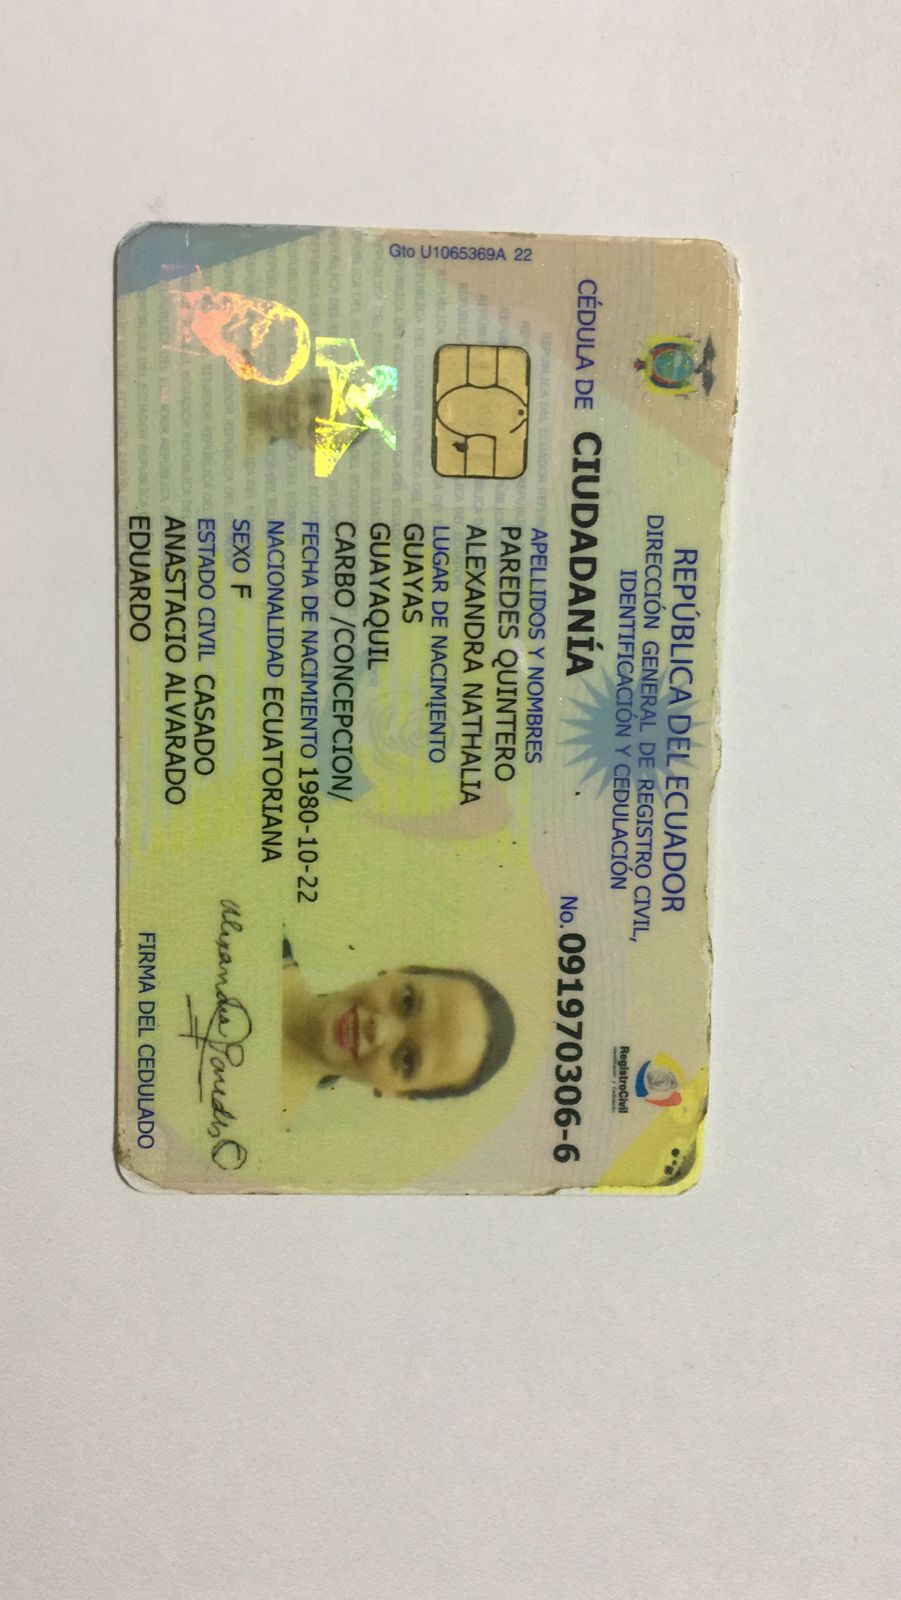 Gto U1065369A 22
REPÚBLICA DEL ECUADOR
DIRECCIÓN GENERAL DE REGISTRO CIVIL,
IDENTIFICACIÓN Y CEDULACIÓN
RegistroCivil
CÉDULA DE CIUDADANÍA
No. 091970306-6
APELLIDOS Y NOMBRES
PAREDES QUINTERO
ALEXANDRA NATHALIA
LUGAR DE NACIMIENTO
GUAYAS
GUAYAQUIL
CARBO /CONCEPCION/
FECHA DE NACIMIENTO 1980-10-22
NACIONALIDAD ECUATORIANA
SEXO F
ESTADO CIVIL CASADO
ANASTACIO ALVARADO
EDUARDO
Alexandra Paredes Q
FIRMA DEL CEDULADO